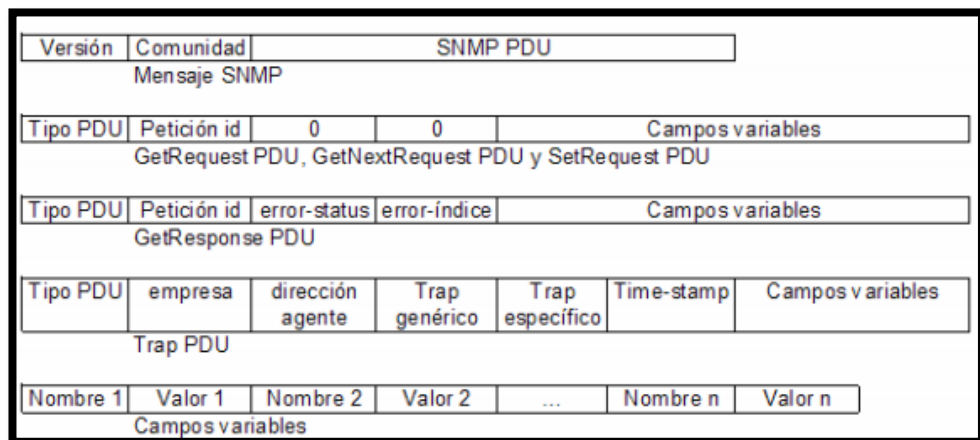 Versión Comunidad SNMP PDU
Mensaje SNMP
Tipo PDU Petición id 0 0 Campos variables
GetRequest PDU, GetNextRequest PDU y SetRequest PDU
Tipo PDU Petición id error-status error-índice Campos variables
GetResponse PDU
Tipo PDU empresa dirección agente Trap genérico Trap específico Time-stamp Campos variables
Trap PDU
Nombre 1 Valor 1 Nombre 2 Valor 2 ... Nombre n Valor n
Campos variables